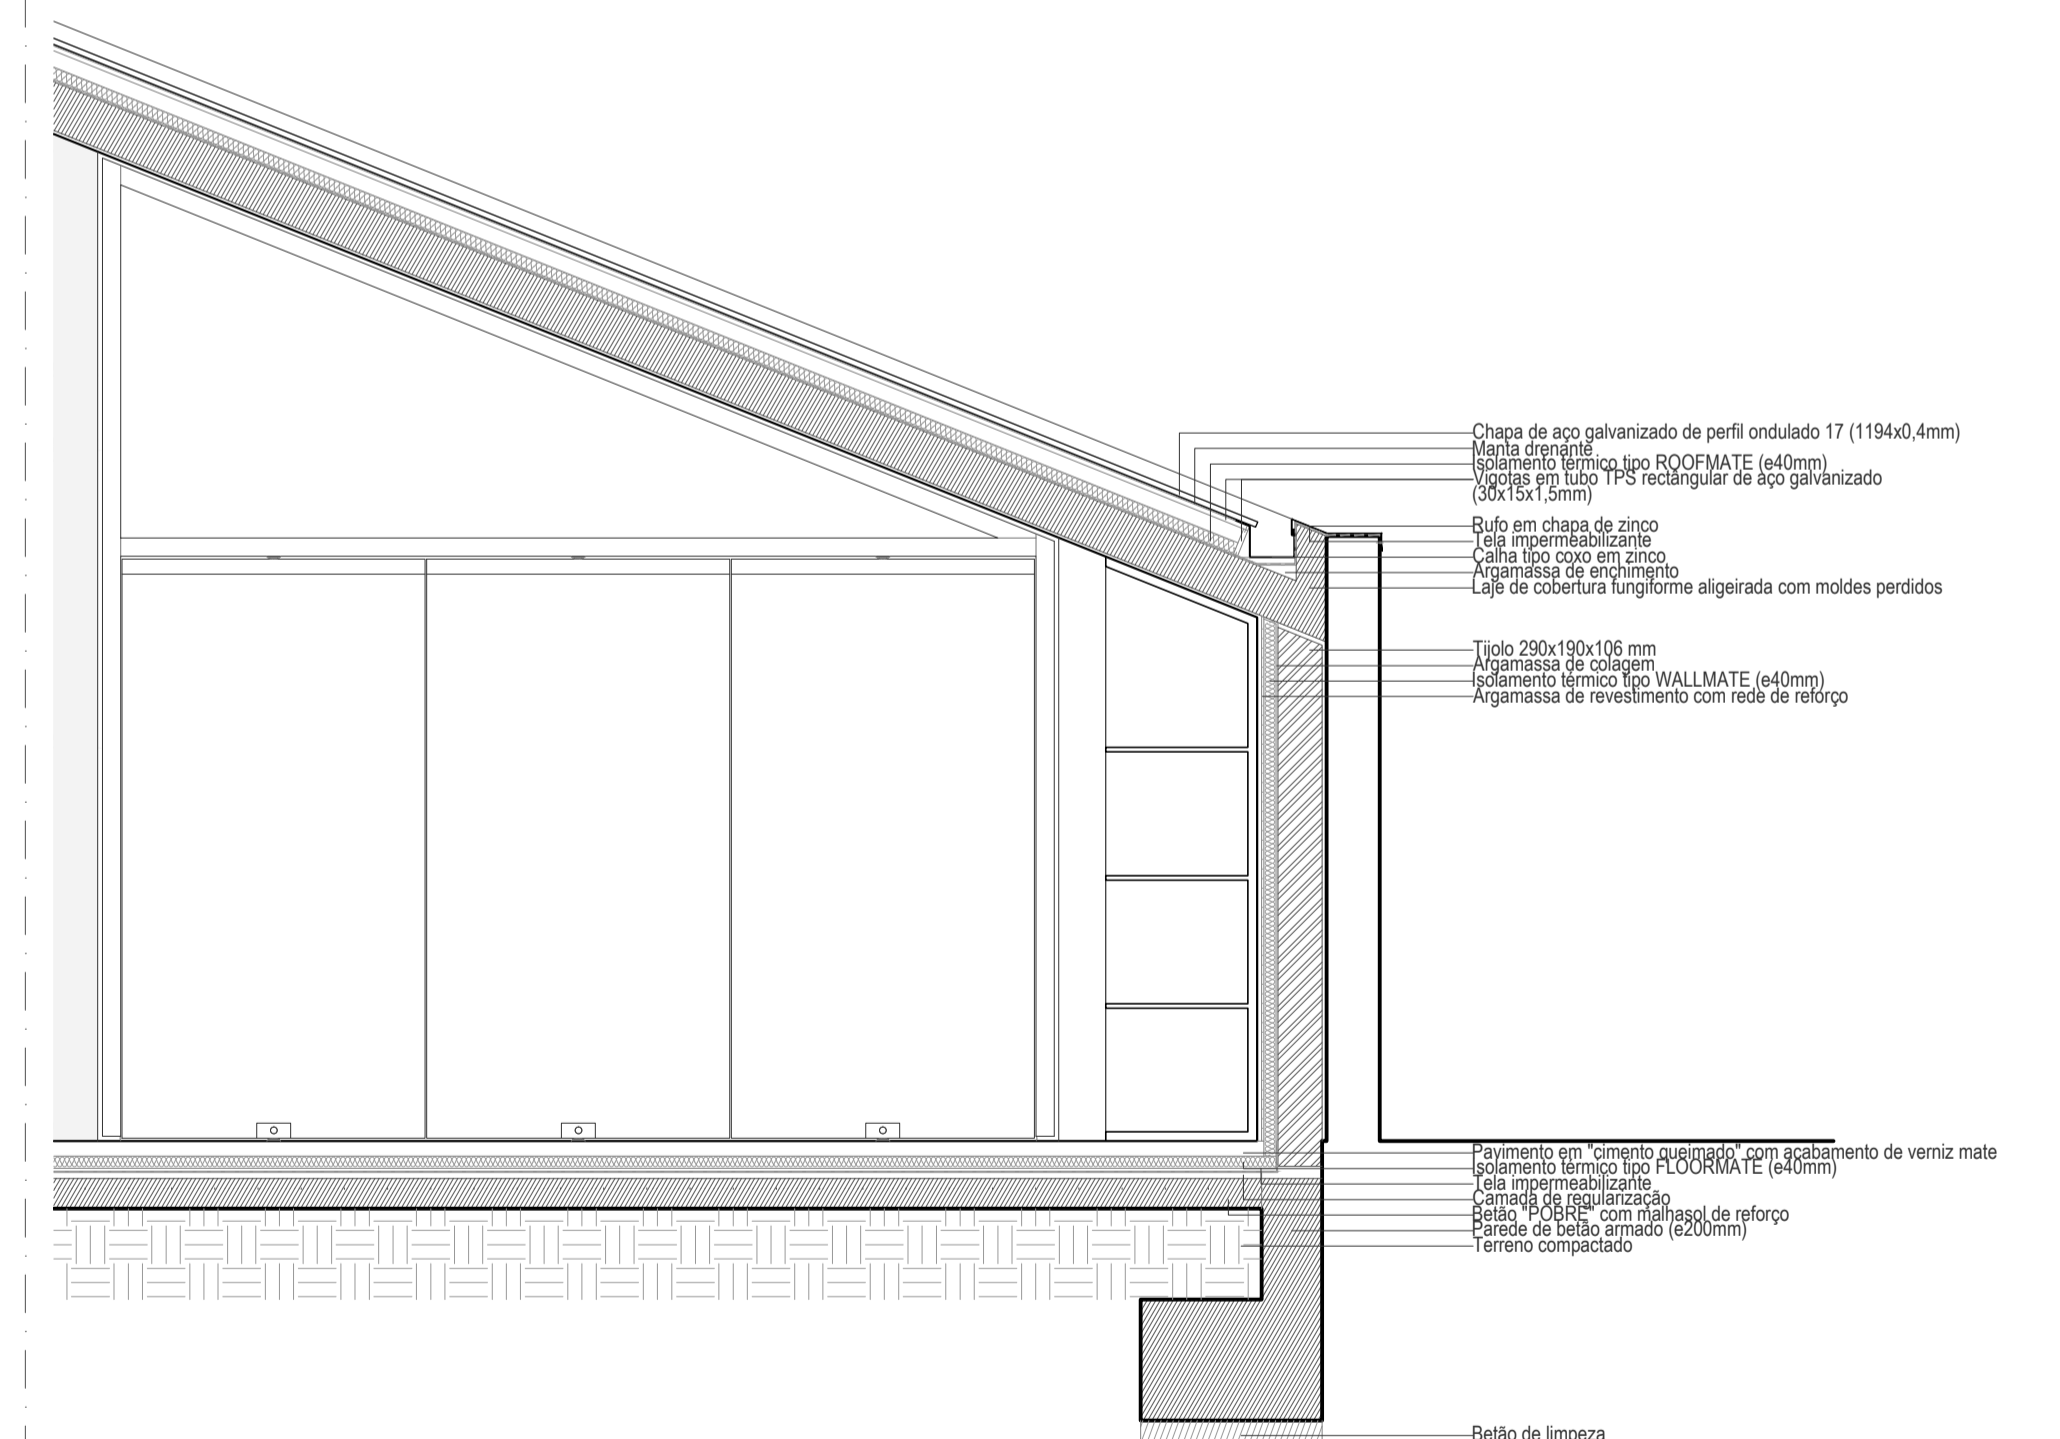 Chapa de aço galvanizado de perfil ondulado 17 (1194x0,4mm)
Manta drenante
Isolamento térmico tipo ROOFMATE (e40mm)
Vigotas em tubo TPS rectângular de aço galvanizado
(30x15x1,5mm)
Rufo em chapa de zinco
Tela impermeabilizante
Calha tipo coxo em zinco
Argamassa de enchimento
Laje de cobertura fungiforme aligeirada com moldes perdidos
Tijolo 290x190x106 mm
Argamassa de colagem
Isolamento térmico tipo WALLMATE (e40mm)
Argamassa de revestimento com rede de reforço
Pavimento em "cimento queimado" com acabamento de verniz mate
Isolamento térmico tipo FLOORMATE (e40mm)
Tela impermeabilizante
Camada de regularização
Betão "POBRE" com malhasol de reforço
Parede de betão armado (e200mm)
Terreno compactado
Betão de limpeza